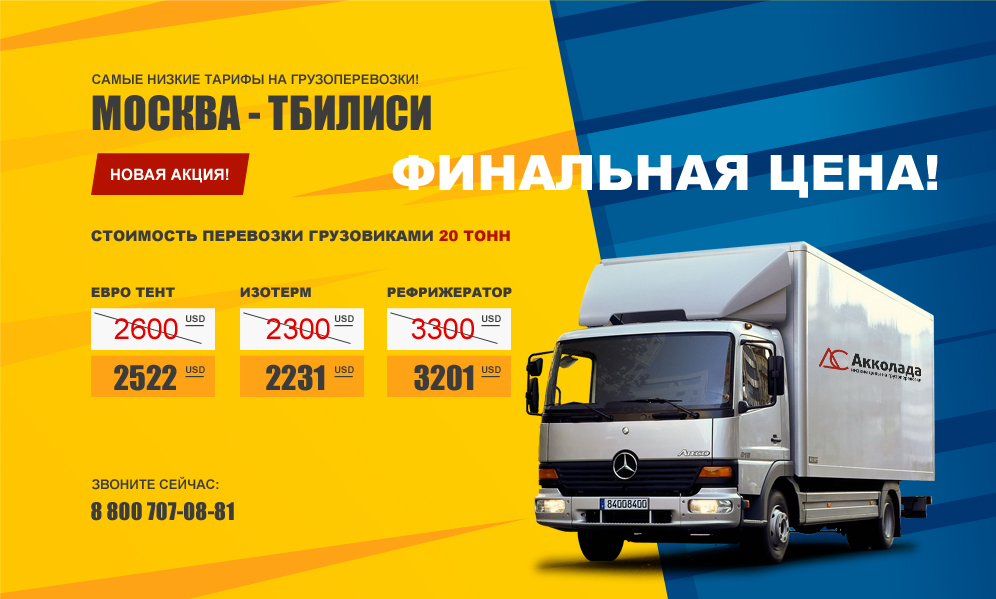 САМЫЕ НИЗКИЕ ТАРИФЫ НА ГРУЗОПЕРЕВОЗКИ!
МОСКВА - ТБИЛИСИ
НОВАЯ АКЦИЯ!
ФИНАЛЬНАЯ ЦЕНА!
СТОИМОСТЬ ПЕРЕВОЗКИ ГРУЗОВИКАМИ 20 ТОНН
ЕВРО ТЕНТ ИЗОТЕРМ РЕФРИЖЕРАТОР
2600 USD 2300 USD 3300 USD
2522 USD 2231 USD 3201 USD
Акколада
Atego
84008400
ЗВОНИТЕ СЕЙЧАС:
8 800 707-08-81